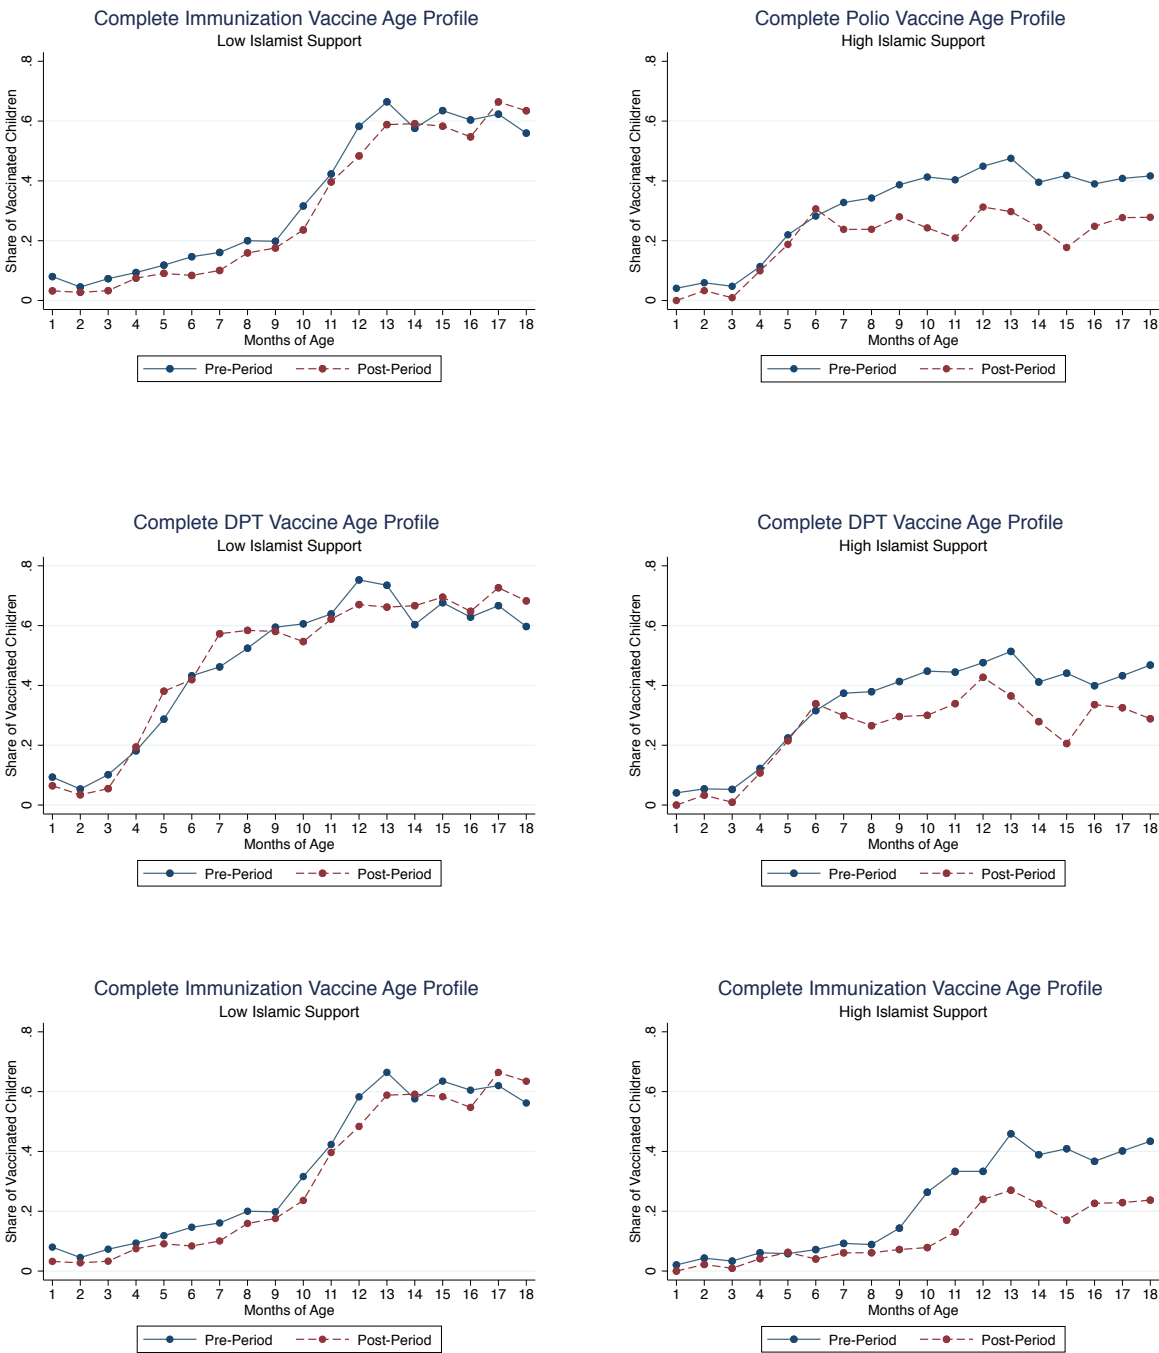 Complete Immunization Vaccine Age Profile
Low Islamist Support
Share of Vaccinated Children
.8
.6
.4
.2
0
1 2 3 4 5 6 7 8 9 10 11 12 13 14 15 16 17 18
Months of Age
Pre-Period Post-Period
Complete Polio Vaccine Age Profile
High Islamic Support
Share of Vaccinated Children
.8
.6
.4
.2
0
1 2 3 4 5 6 7 8 9 10 11 12 13 14 15 16 17 18
Months of Age
Pre-Period Post-Period
Complete DPT Vaccine Age Profile
Low Islamist Support
Share of Vaccinated Children
.8
.6
.4
.2
0
1 2 3 4 5 6 7 8 9 10 11 12 13 14 15 16 17 18
Months of Age
Pre-Period Post-Period
Complete DPT Vaccine Age Profile
High Islamist Support
Share of Vaccinated Children
.8
.6
.4
.2
0
1 2 3 4 5 6 7 8 9 10 11 12 13 14 15 16 17 18
Months of Age
Pre-Period Post-Period
Complete Immunization Vaccine Age Profile
Low Islamic Support
Share of Vaccinated Children
.8
.6
.4
.2
0
1 2 3 4 5 6 7 8 9 10 11 12 13 14 15 16 17 18
Months of Age
Pre-Period Post-Period
Complete Immunization Vaccine Age Profile
High Islamist Support
Share of Vaccinated Children
.8
.6
.4
.2
0
1 2 3 4 5 6 7 8 9 10 11 12 13 14 15 16 17 18
Months of Age
Pre-Period Post-Period